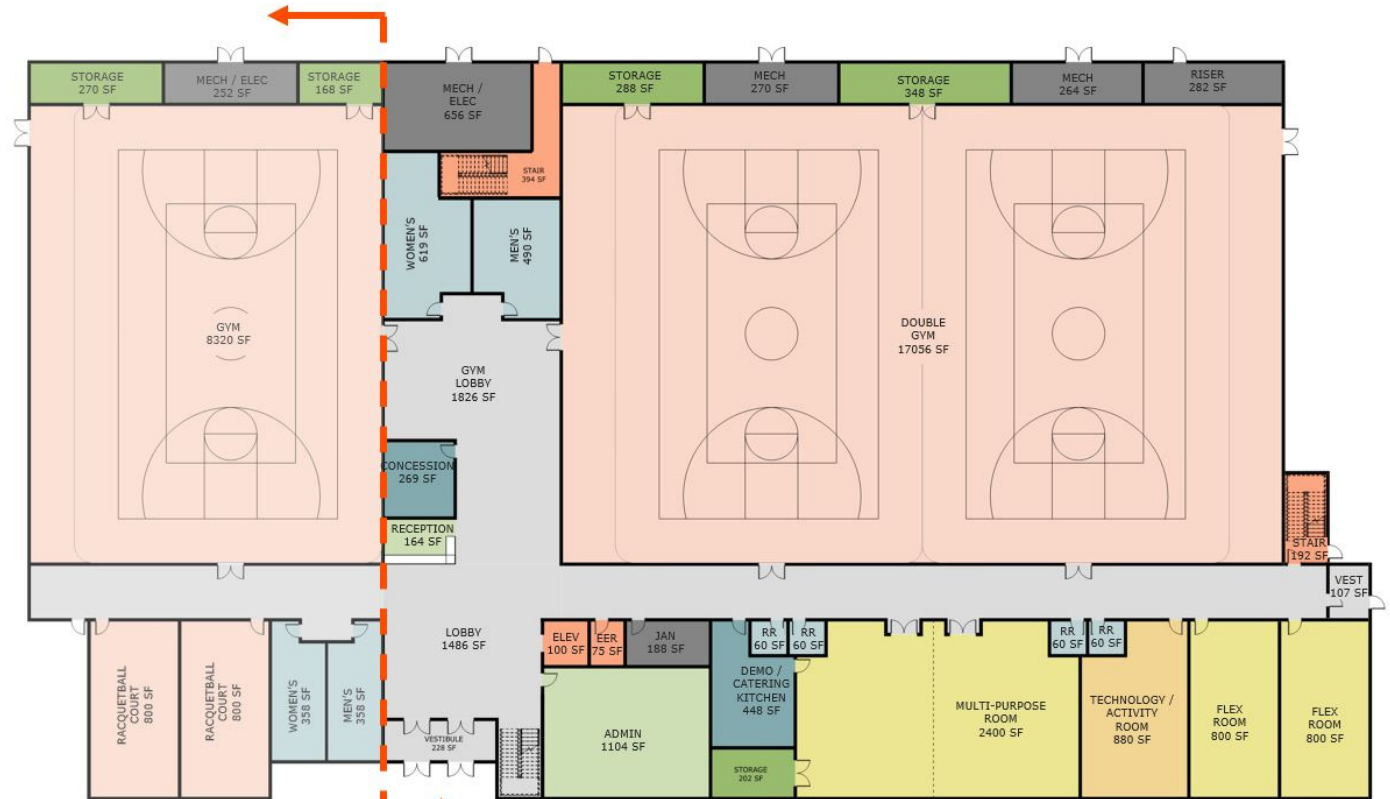 STORAGE
270 SF
MECH / ELEC
252 SF
STORAGE
168 SF
MECH /
ELEC
656 SF
STORAGE
288 SF
MECH
270 SF
STORAGE
348 SF
MECH
264 SF
RISER
282 SF
STAIR
394 SF
WOMEN'S
619 SF
MEN'S
490 SF
GYM
8320 SF
DOUBLE
GYM
17056 SF
GYM
LOBBY
1826 SF
CONCESSION
269 SF
RECEPTION
164 SF
STAIR
192 SF
VEST
107 SF
LOBBY
1486 SF
ELEV
100 SF
EER
75 SF
JAN
188 SF
RR
60 SF
RR
60 SF
RR
60 SF
RR
60 SF
RACQUETBALL
COURT
800 SF
RACQUETBALL
COURT
800 SF
WOMEN'S
358 SF
MEN'S
358 SF
VESTIBULE
228 SF
ADMIN
1104 SF
DEMO /
CATERING
KITCHEN
448 SF
STORAGE
202 SF
MULTI-PURPOSE
ROOM
2400 SF
TECHNOLOGY /
ACTIVITY
ROOM
880 SF
FLEX
ROOM
800 SF
FLEX
ROOM
800 SF